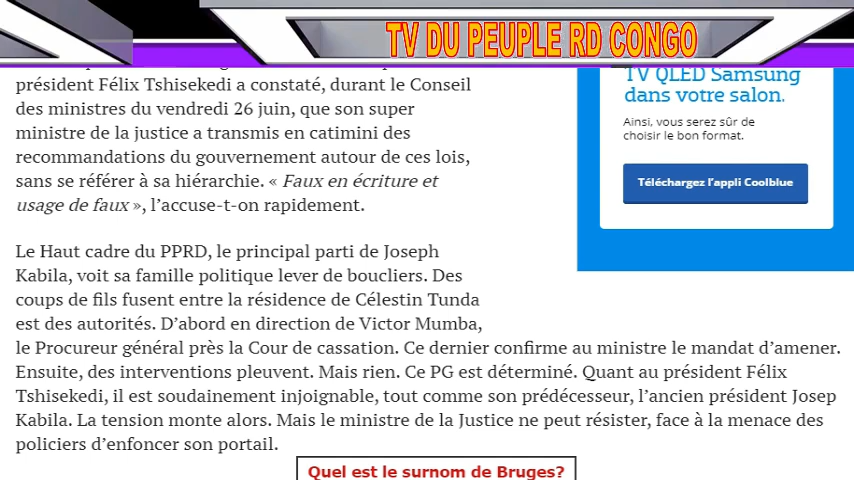 TV DU PEUPLE RD CONGO
président Félix Tshisekedi a constaté, durant le Conseil
des ministres du vendredi 26 juin, que son super
ministre de la justice a transmis en catimini des
recommandations du gouvernement autour de ces lois,
sans se référer à sa hiérarchie. « Faux en écriture et
usage de faux », l’accuse-t-on rapidement.
Le Haut cadre du PPRD, le principal parti de Joseph
Kabila, voit sa famille politique lever de boucliers. Des
coups de fils fusent entre la résidence de Célestin Tunda
est des autorités. D’abord en direction de Victor Mumba,
le Procureur général près la Cour de cassation. Ce dernier confirme au ministre le mandat d’amener.
Ensuite, des interventions pleuvent. Mais rien. Ce PG est déterminé. Quant au président Félix
Tshisekedi, il est soudainement injoignable, tout comme son prédécesseur, l’ancien président Josep
Kabila. La tension monte alors. Mais le ministre de la Justice ne peut résister, face à la menace des
policiers d’enfoncer son portail.
TV QLED Samsung
dans votre salon.
Ainsi, vous serez sûr de
choisir le bon format.
Téléchargez l’appli Coolblue
Quel est le surnom de Bruges?